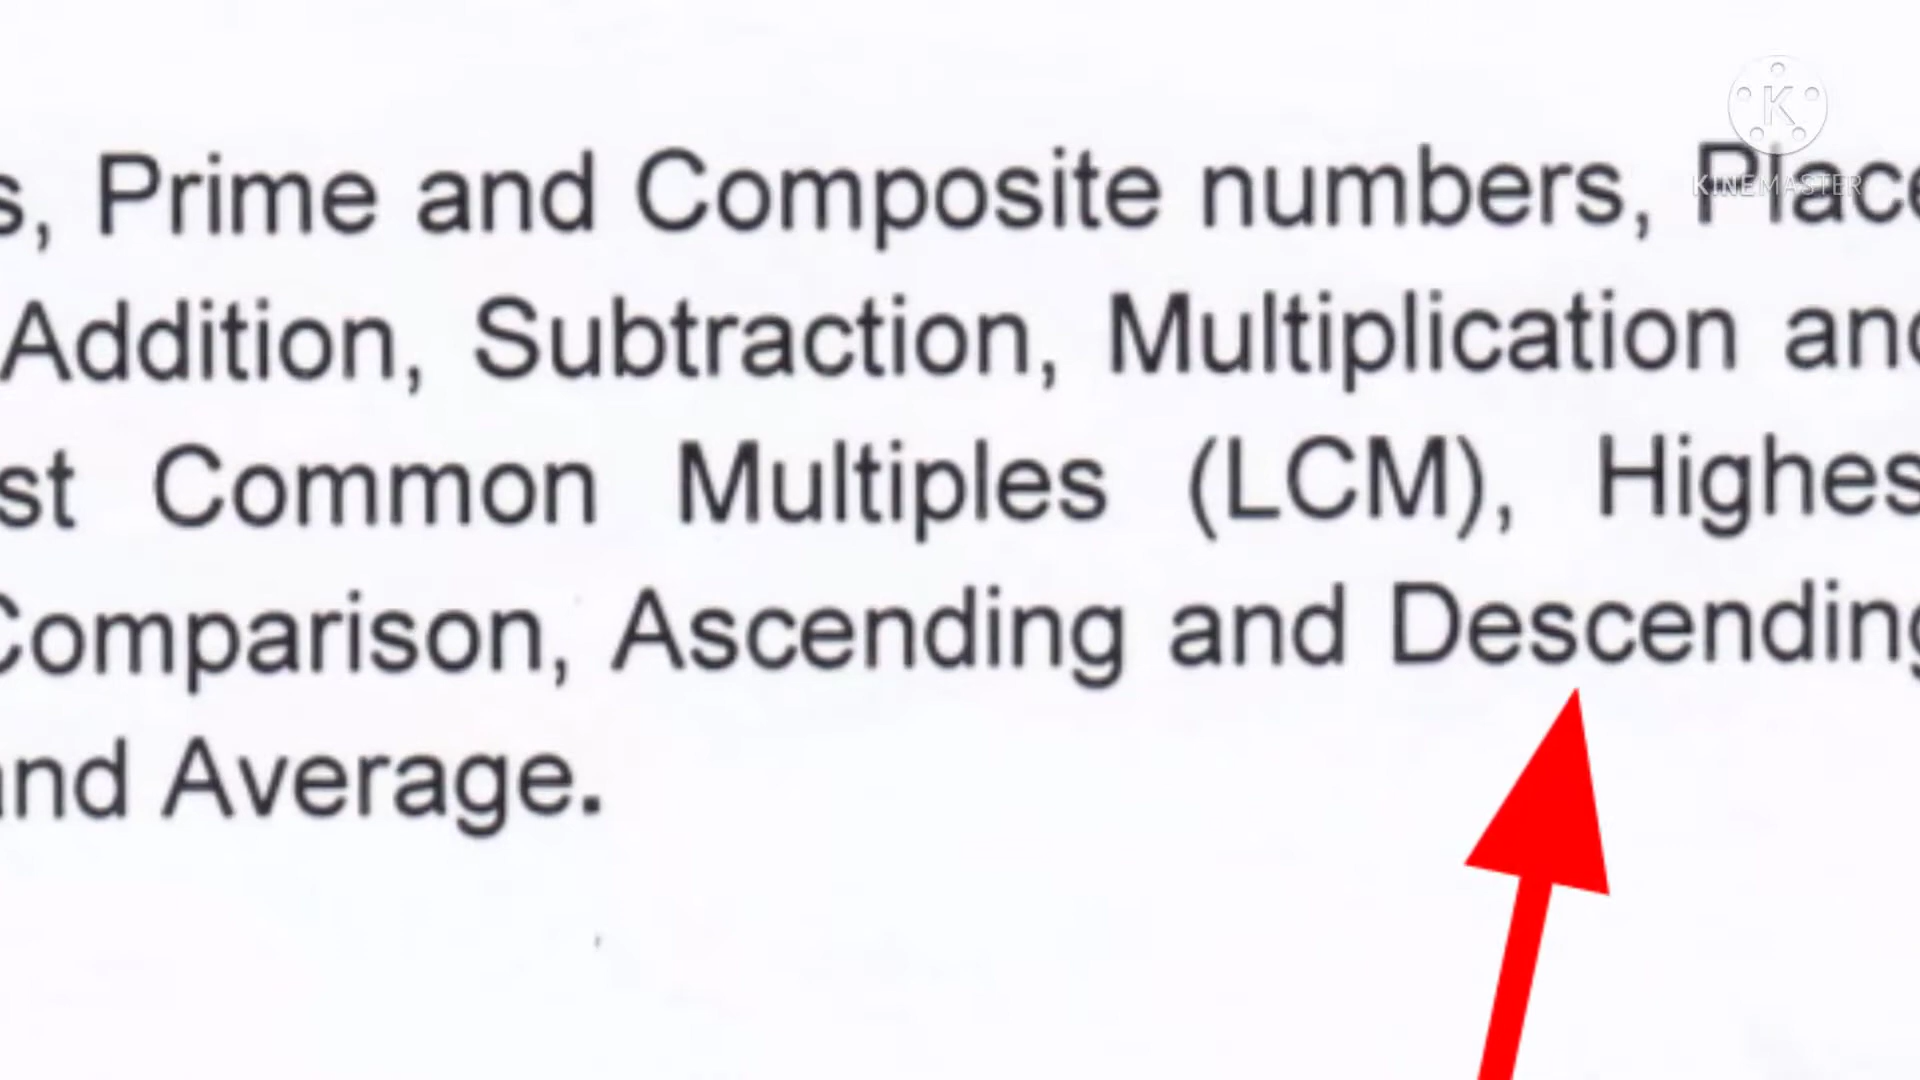 s, Prime and Composite numbers, Place
Addition, Subtraction, Multiplication and
st Common Multiples (LCM), Highes
Comparison, Ascending and Descending
and Average.
K
KINEMASTER